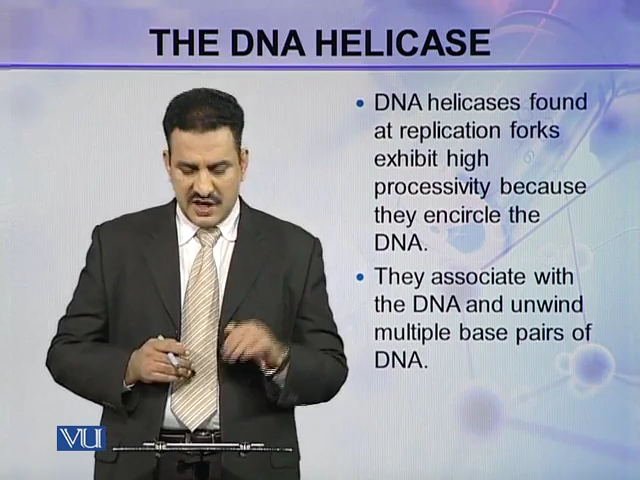 THE DNA HELICASE
• DNA helicases found
at replication forks
exhibit high
processivity because
they encircle the
DNA.
• They associate with
the DNA and unwind
multiple base pairs of
DNA.
VU